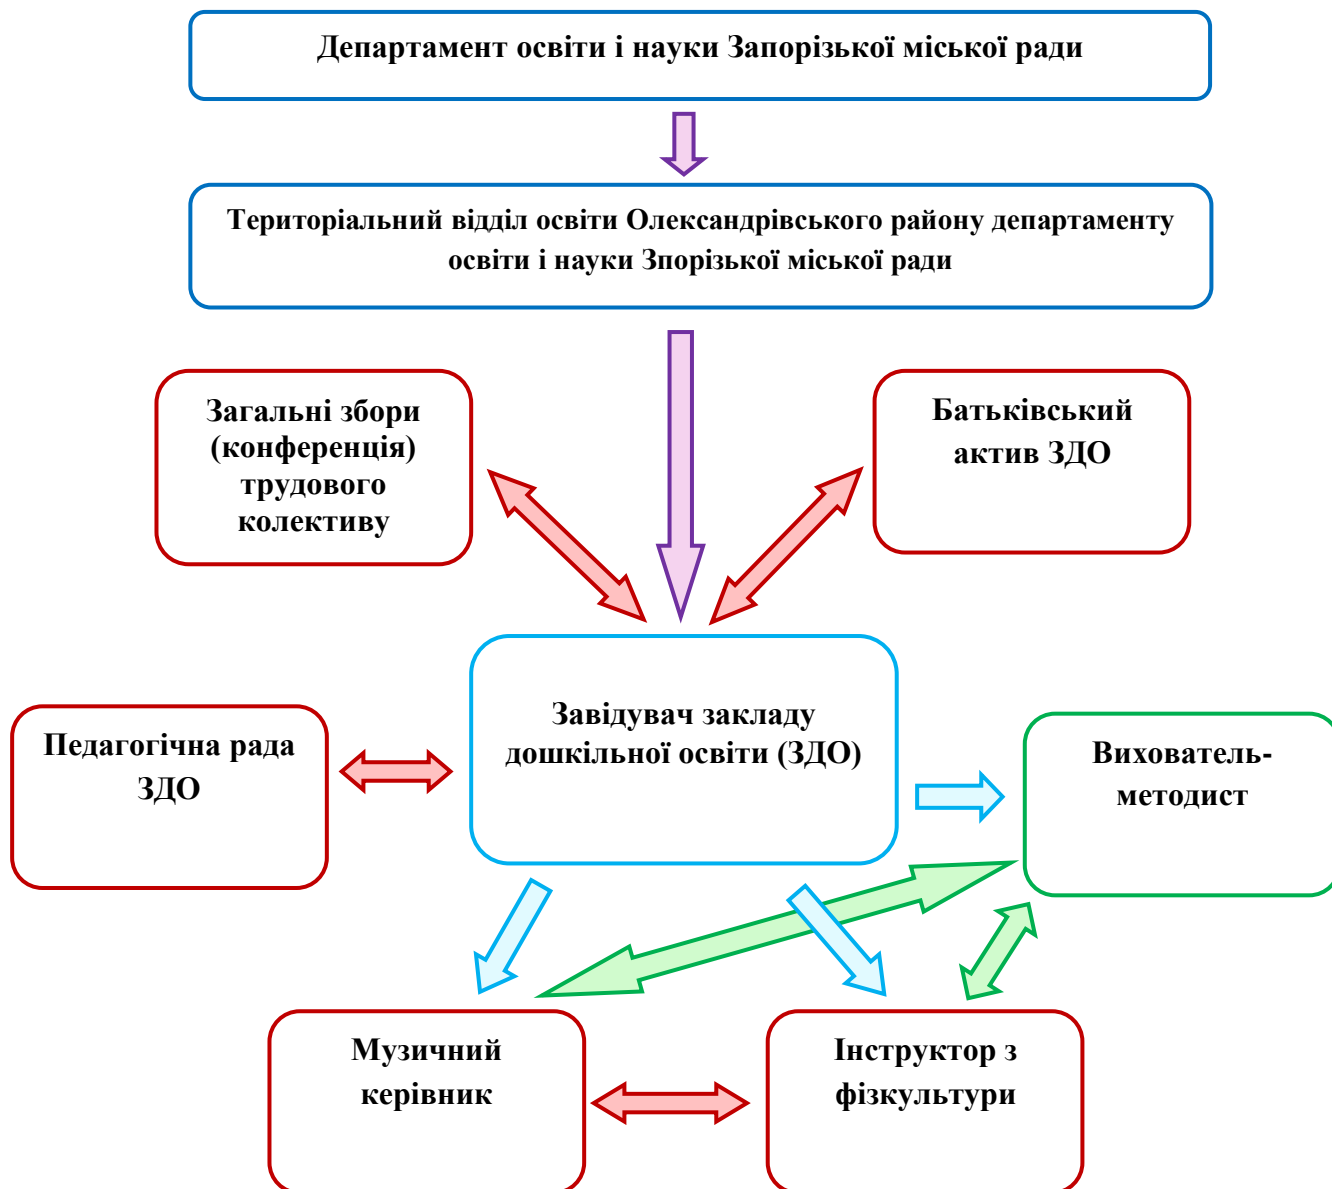 Департамент освіти і науки Запорізької міської ради
Територіальний відділ освіти Олександрівського району департаменту
освіти і науки Зпорізької міської ради
Загальні збори
(конференція)
трудового
колективу
Батьківський
актив ЗДО
Завідувач закладу
дошкільної освіти (ЗДО)
Педагогічна рада
ЗДО
Вихователь-
методист
Музичний
керівник
Інструктор з
фізкультури